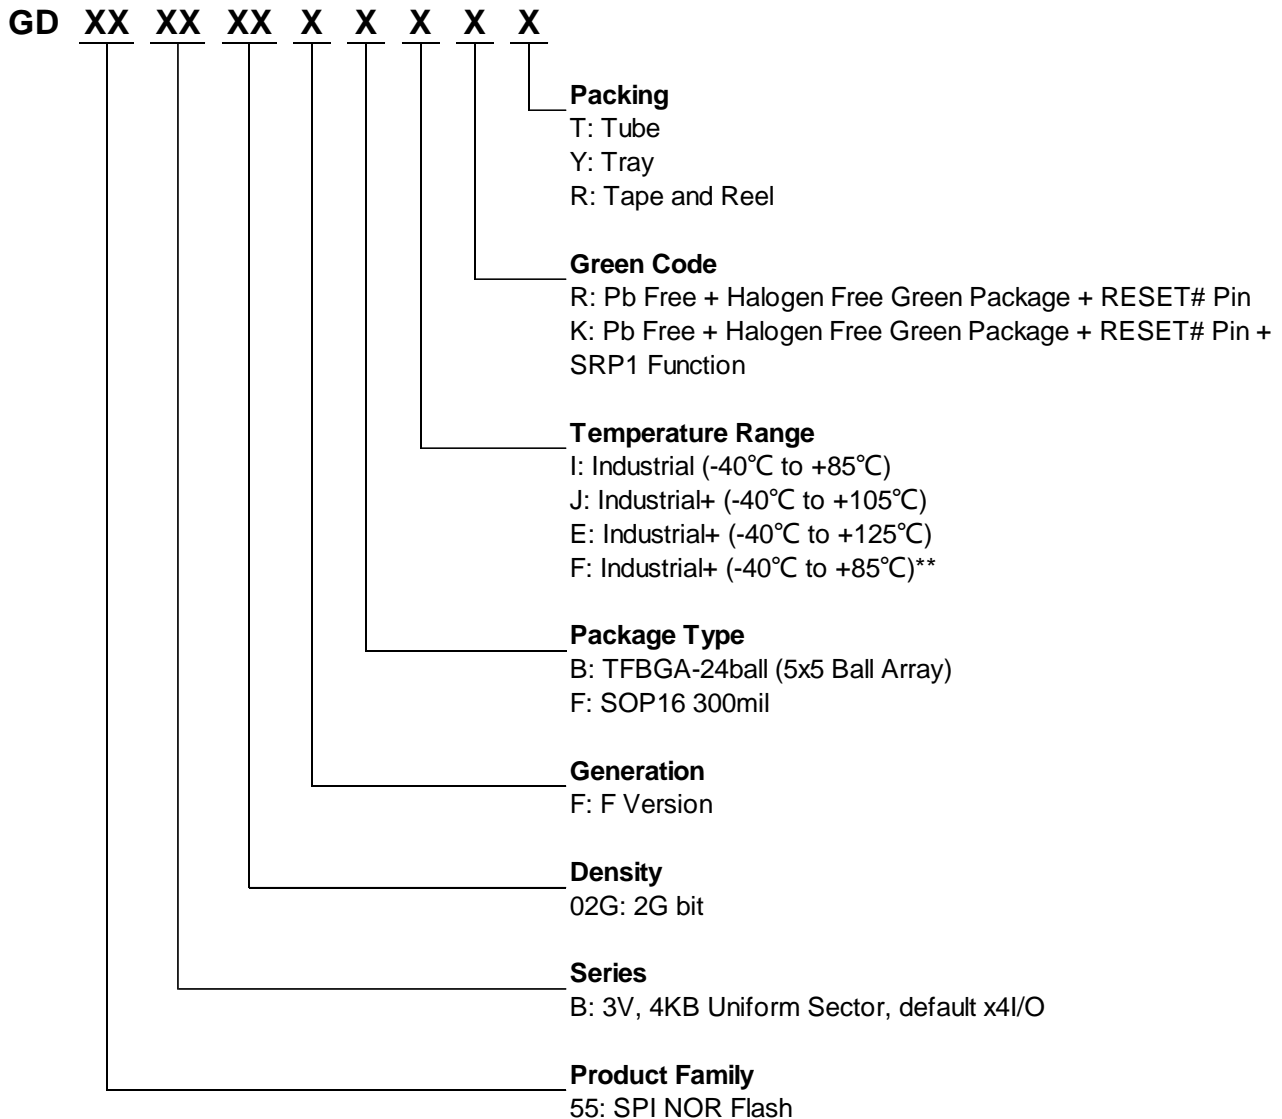 GD XX XX XX X X X X X
Packing
T: Tube
Y: Tray
R: Tape and Reel
Green Code
R: Pb Free + Halogen Free Green Package + RESET# Pin
K: Pb Free + Halogen Free Green Package + RESET# Pin +
SRP1 Function
Temperature Range
I: Industrial (-40℃ to +85℃)
J: Industrial+ (-40℃ to +105℃)
E: Industrial+ (-40℃ to +125℃)
F: Industrial+ (-40℃ to +85℃)**
Package Type
B: TFBGA-24ball (5x5 Ball Array)
F: SOP16 300mil
Generation
F: F Version
Density
02G: 2G bit
Series
B: 3V, 4KB Uniform Sector, default x4I/O
Product Family
55: SPI NOR Flash